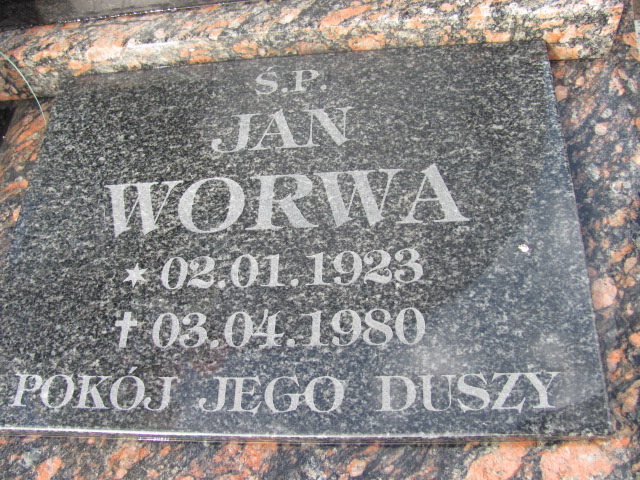 Ś.P.
JAN
WORWA
* 02.01.1923
✝ 03.04.1980
POKÓJ JEGO DUSZY